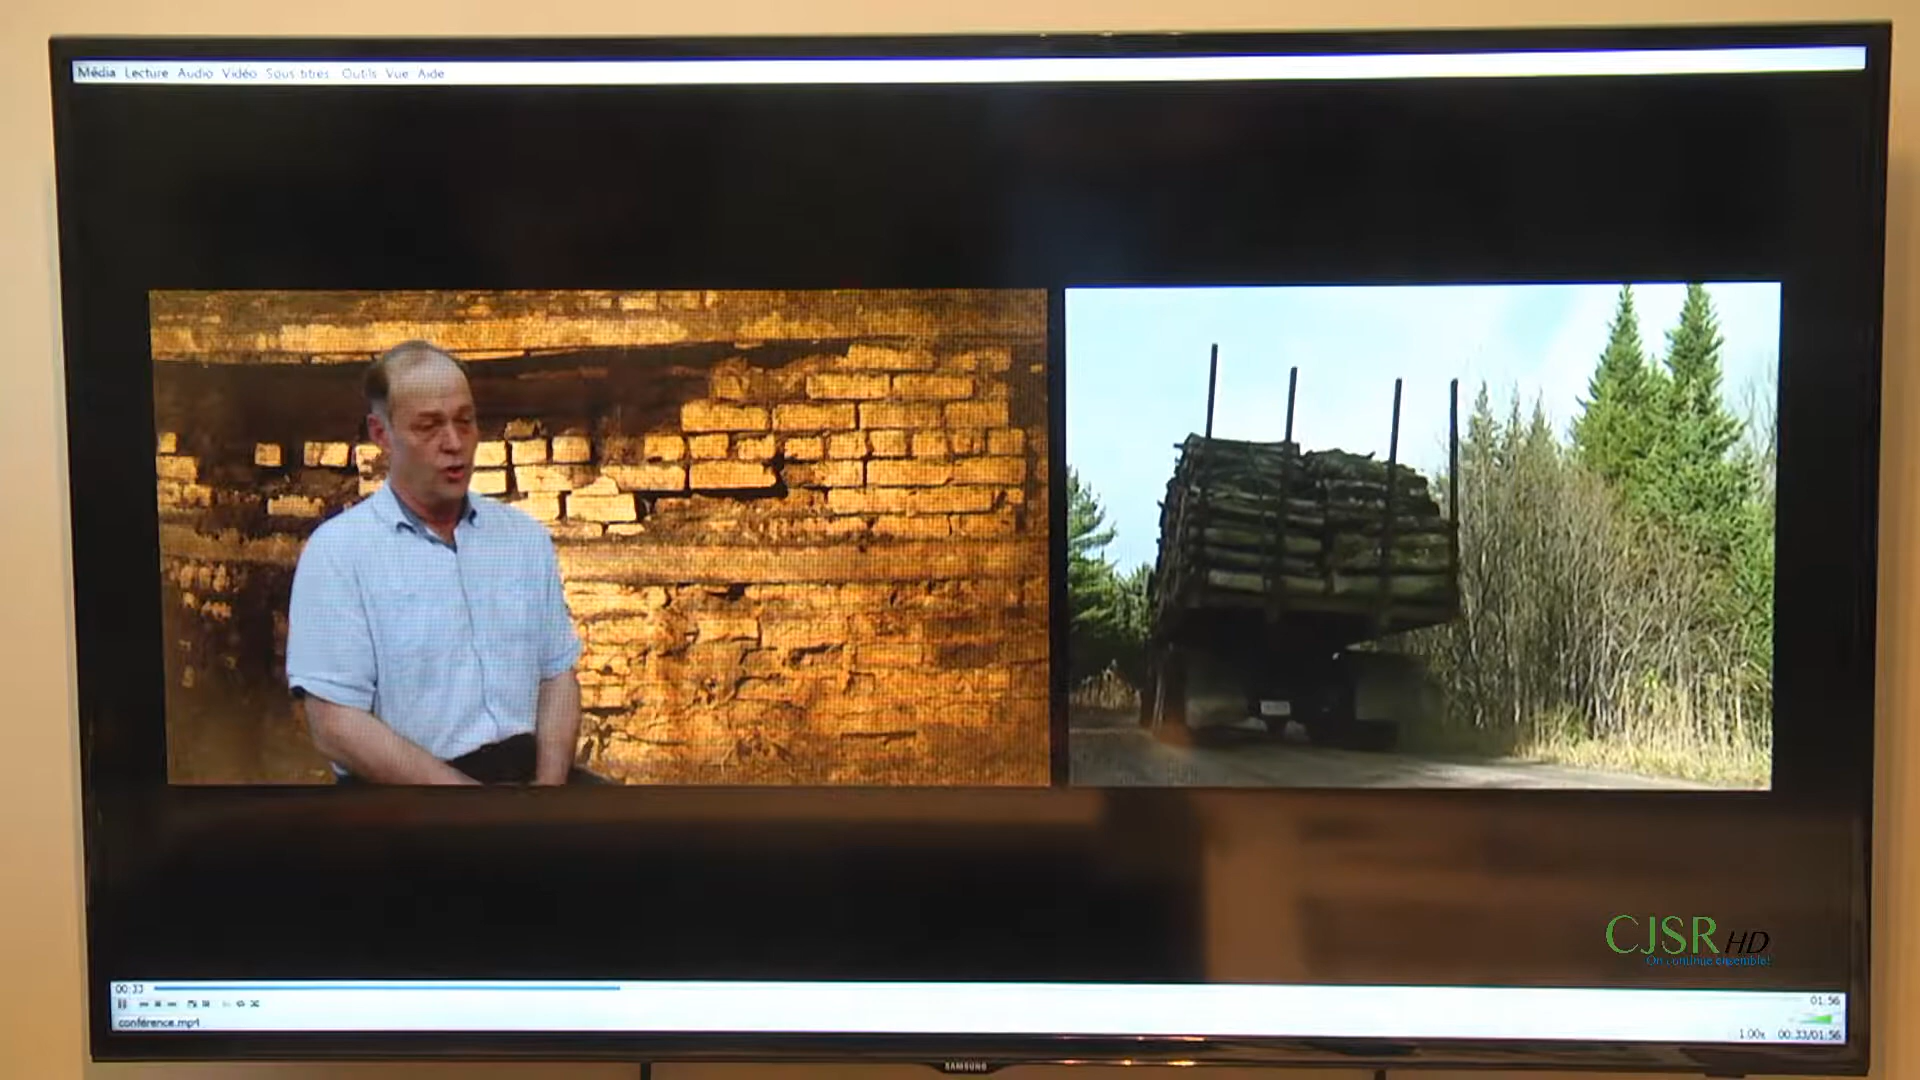 Média Lecture Audio Vidéo Sous titres Outils Vue Aide
CJSR HD
On continue ensemble!
00:33
01:56
conférence.mp4
1.00x 00:33/01:56
SAMSUNG